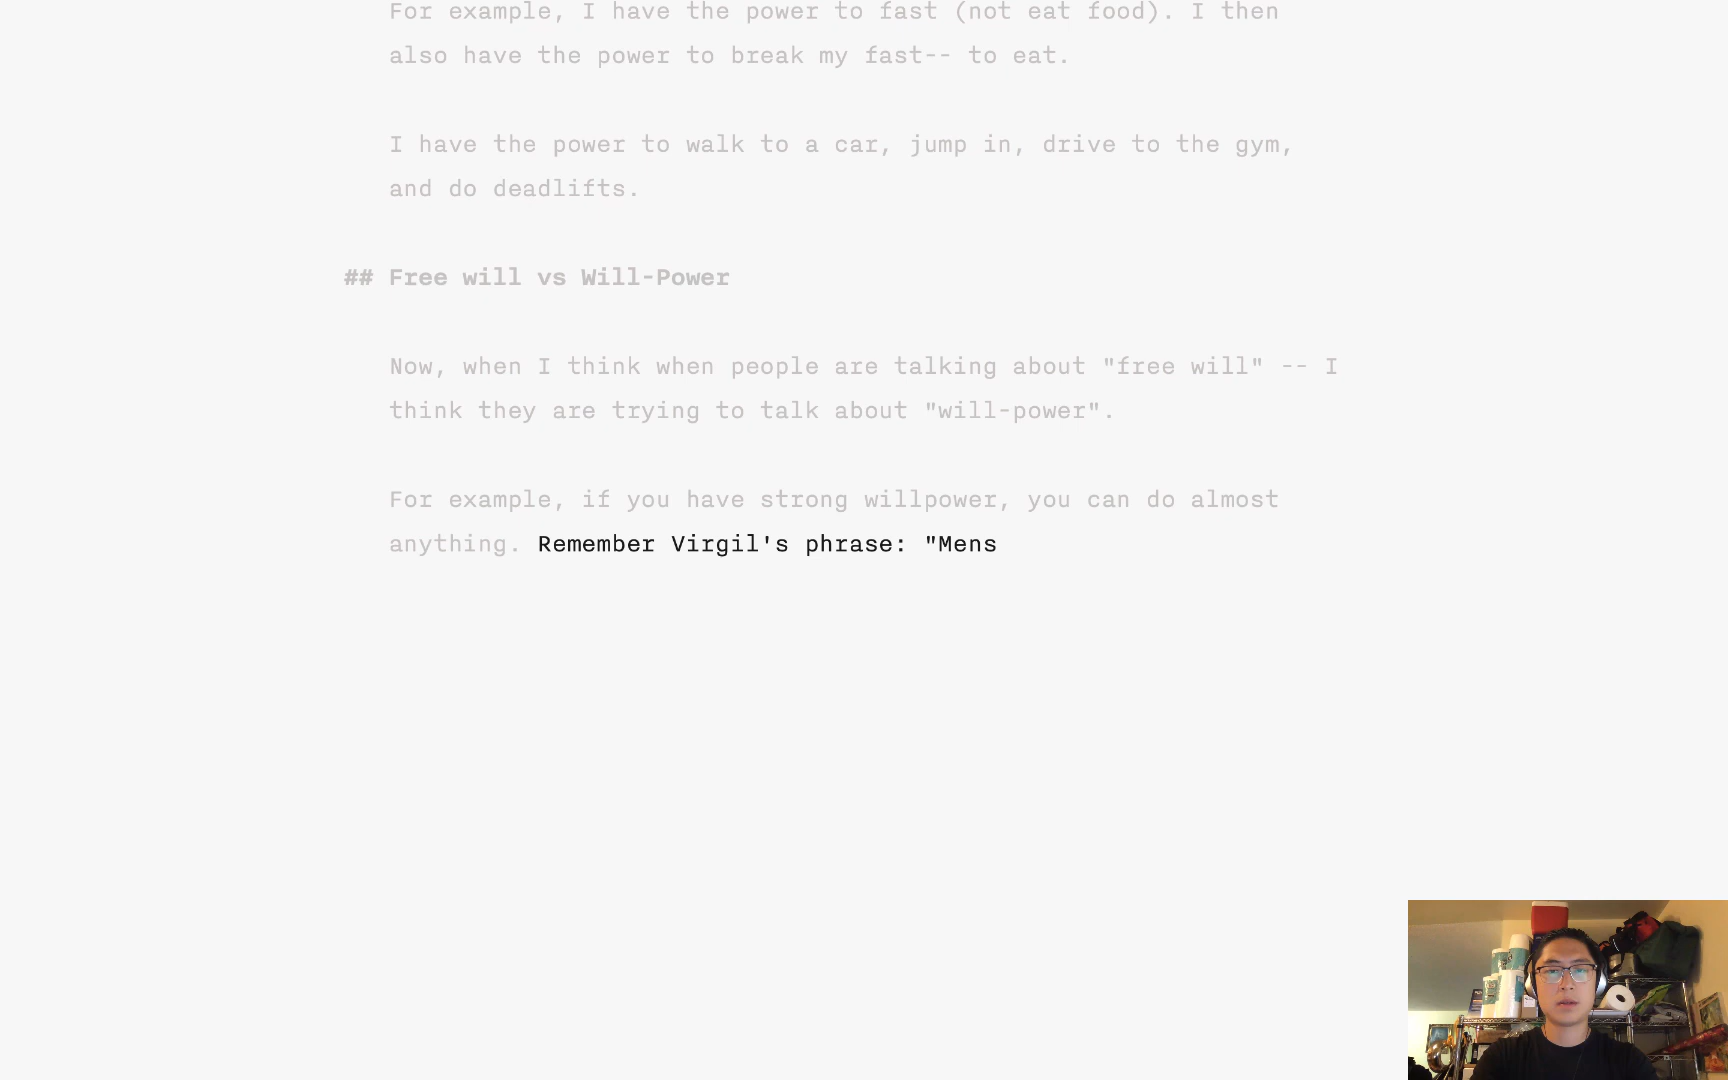 For example, I have the power to fast (not eat food). I then
also have the power to break my fast-- to eat.
I have the power to walk to a car, jump in, drive to the gym,
and do deadlifts.
## Free will vs Will-Power
Now, when I think when people are talking about "free will" -- I
think they are trying to talk about "will-power".
For example, if you have strong willpower, you can do almost
anything. Remember Virgil's phrase: "Mens